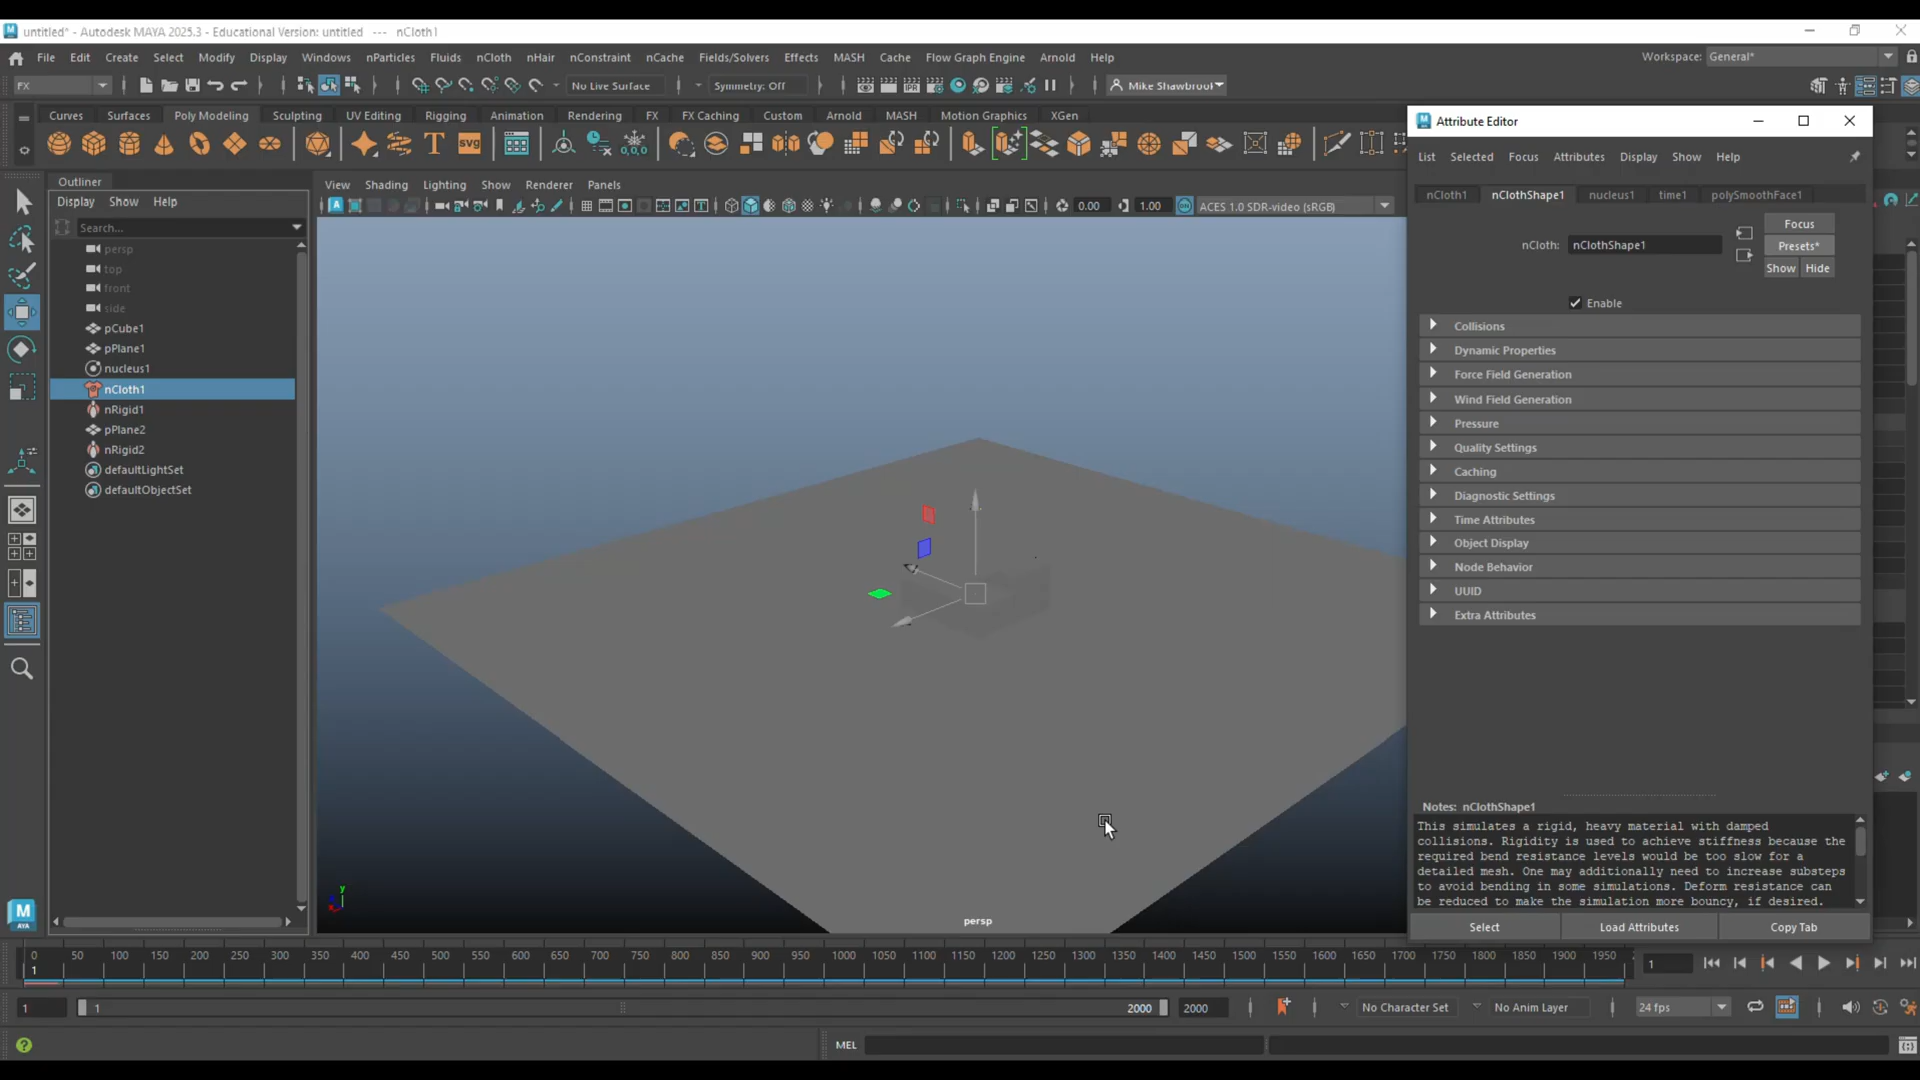 untitled* - Autodesk MAYA 2025.3 - Educational Version: untitled --- nCloth1
File Edit Create Select Modify Display Windows nParticles Fluids nCloth nHair nConstraint nCache Fields/Solvers Effects MASH Cache Flow Graph Engine Arnold Help
Workspace: General*
FX
No Live Surface
Symmetry: Off
Mike Shawbrool
Curves Surfaces Poly Modeling Sculpting UV Editing Rigging Animation Rendering FX FX Caching Custom Arnold MASH Motion Graphics XGen
Outliner
Display Show Help
Search...
persp
top
front
side
pCube1
pPlane1
nucleus1
nCloth1
nRigid1
pPlane2
nRigid2
defaultLightSet
defaultObjectSet
View Shading Lighting Show Renderer Panels
0.00
1.00
ACES 1.0 SDR-video (sRGB)
y
persp
Attribute Editor
List Selected Focus Attributes Display Show Help
nCloth1 nClothShape1 nucleus1 time1 polySmoothFace1
nCloth: nClothShape1
Focus
Presets*
Show Hide
Enable
Collisions
Dynamic Properties
Force Field Generation
Wind Field Generation
Pressure
Quality Settings
Caching
Diagnostic Settings
Time Attributes
Object Display
Node Behavior
UUID
Extra Attributes
Notes: nClothShape1
This simulates a rigid, heavy material with damped
collisions. Rigidity is used to achieve stiffness because the
required bend resistance levels would be too slow for a
detailed mesh. One may additionally need to increase substeps
to avoid bending in some simulations. Deform resistance can
be reduced to make the simulation more bouncy, if desired.
Select Load Attributes Copy Tab
0 50 100 150 200 250 300 350 400 450 500 550 600 650 700 750 800 850 900 950 1000 1050 1100 1150 1200 1250 1300 1350 1400 1450 1500 1550 1600 1650 1700 1750 1800 1850 1900 1950
1
1
1
1
2000
2000
No Character Set
No Anim Layer
24 fps
MEL
M
AYA